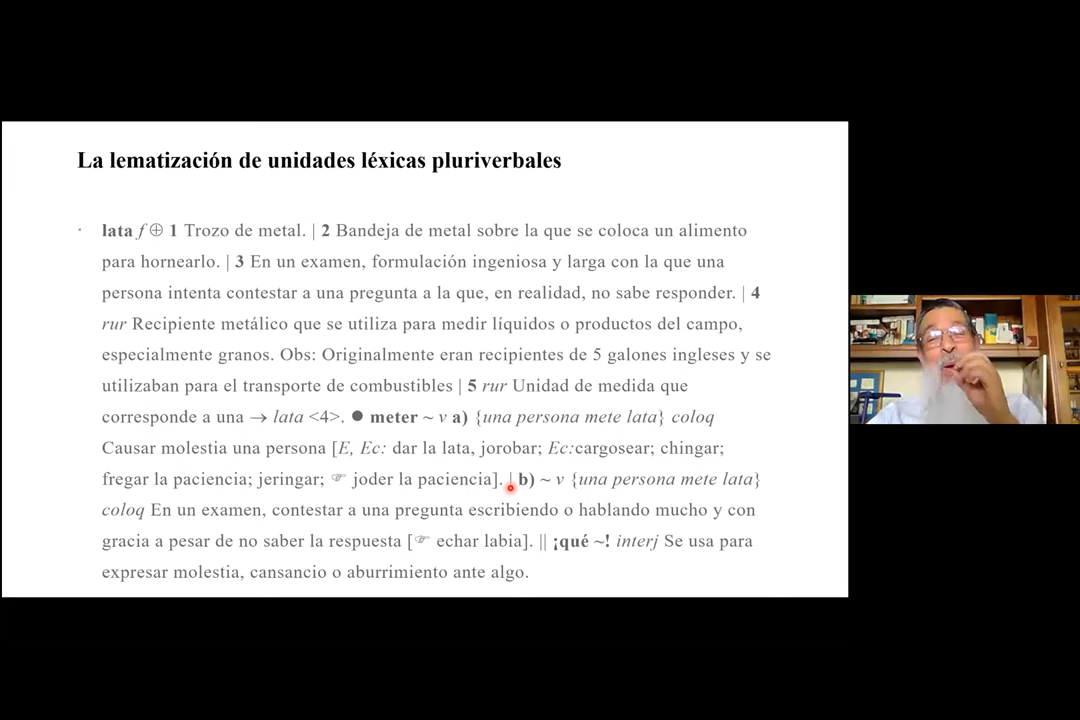 La lematización de unidades léxicas pluriverbales
· lata f ⊕ 1 Trozo de metal. | 2 Bandeja de metal sobre la que se coloca un alimento
para hornearlo. | 3 En un examen, formulación ingeniosa y larga con la que una
persona intenta contestar a una pregunta a la que, en realidad, no sabe responder. | 4
rur Recipiente metálico que se utiliza para medir líquidos o productos del campo,
especialmente granos. Obs: Originalmente eran recipientes de 5 galones ingleses y se
utilizaban para el transporte de combustibles | 5 rur Unidad de medida que
corresponde a una → lata <4>. ● meter ~ v a) {una persona mete lata} coloq
Causar molestia una persona [E, Ec: dar la lata, jorobar; Ec:cargosear; chingar;
fregar la paciencia; jeringar; ☞ joder la paciencia]. | b) ~ v {una persona mete lata}
coloq En un examen, contestar a una pregunta escribiendo o hablando mucho y con
gracia a pesar de no saber la respuesta [☞ echar labia]. || ¡qué ~! interj Se usa para
expresar molestia, cansancio o aburrimiento ante algo.